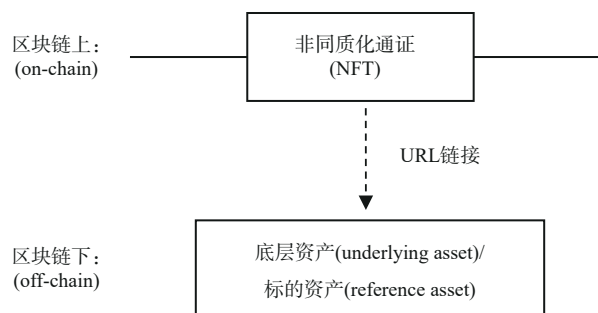 区块链上：
(on-chain)
非同质化通证
(NFT)
URL链接
区块链下：
(off-chain)
底层资产(underlying asset)/
标的资产(reference asset)